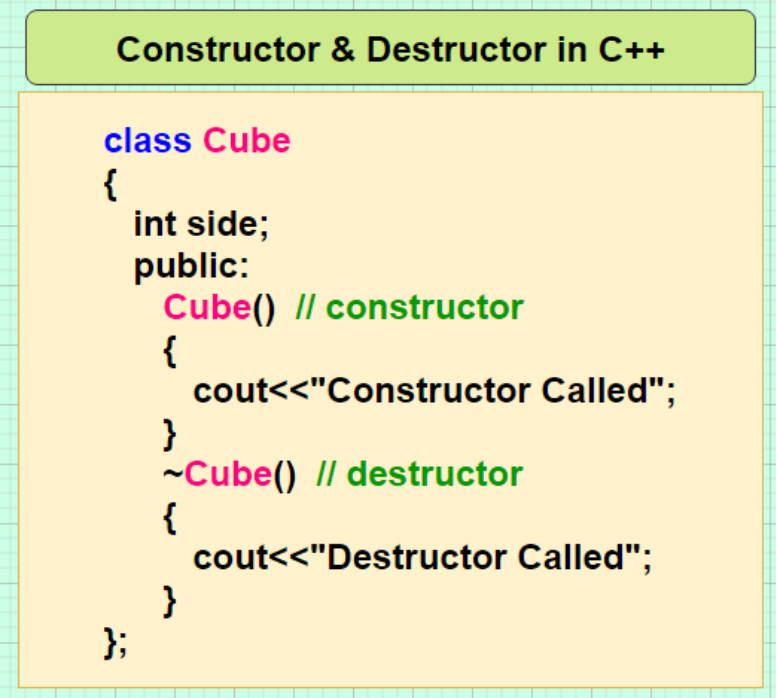 Constructor & Destructor in C++
class Cube
{
int side;
public:
Cube() // constructor
{
cout<<"Constructor Called";
}
~Cube() // destructor
{
cout<<"Destructor Called";
}
};